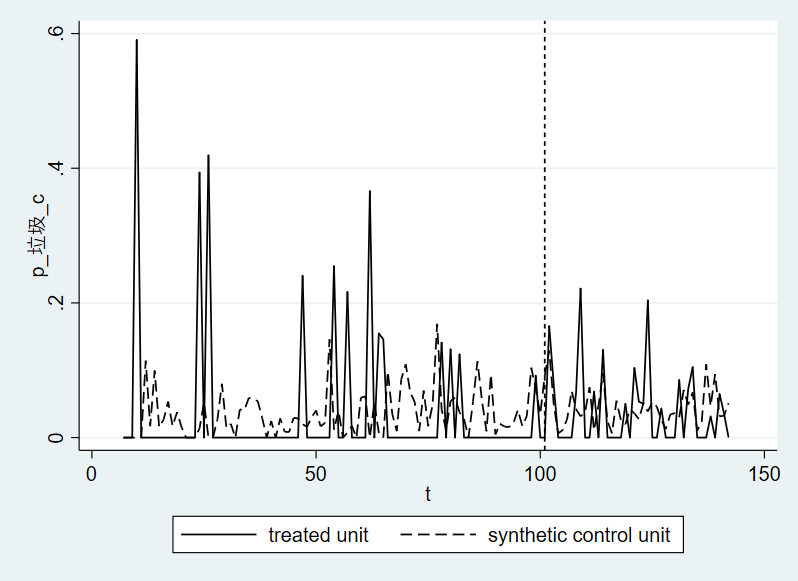 .6
.4
.2
0
p_垃圾_c
0 50 100 150
t
treated unit synthetic control unit